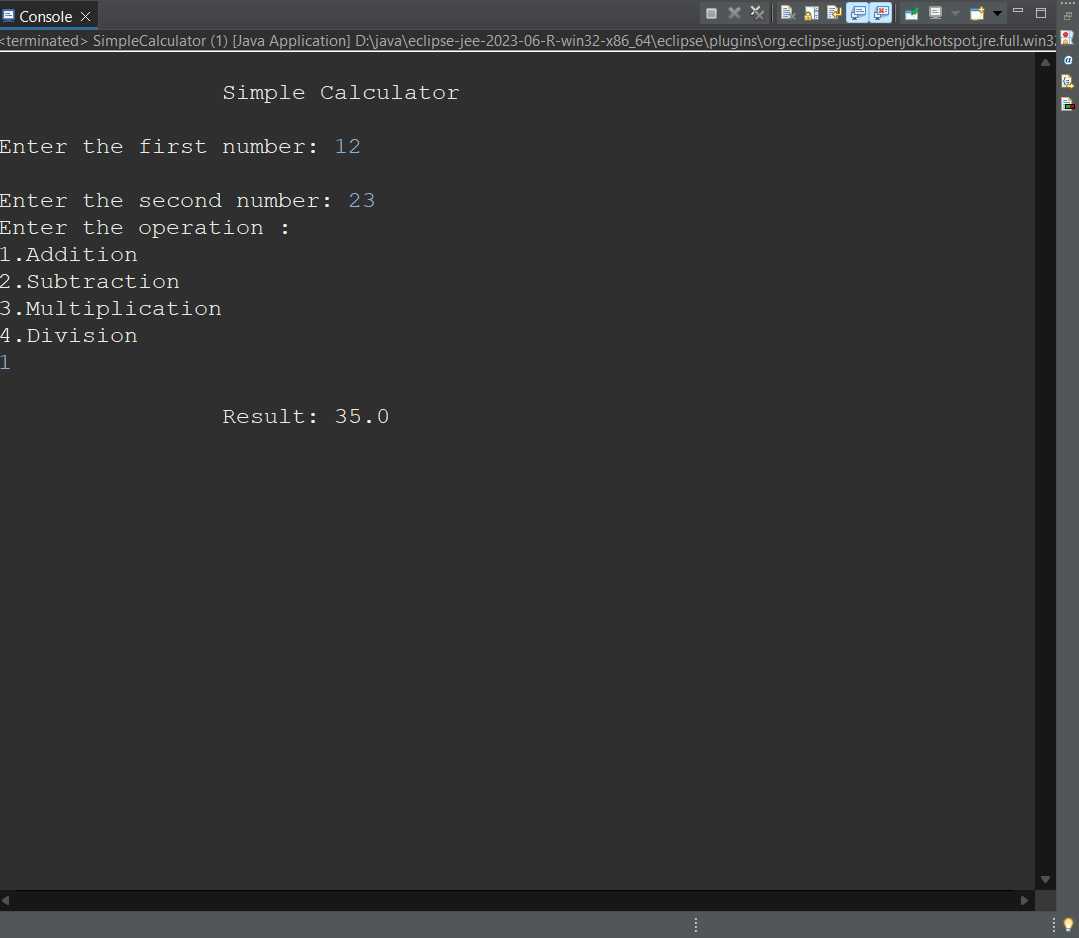 Console
<terminated> SimpleCalculator (1) [Java Application] D:\java\eclipse-jee-2023-06-R-win32-x86_64\eclipse\plugins\org.eclipse.justj.openjdk.hotspot.jre.full.win3
Simple Calculator
Enter the first number: 12
Enter the second number: 23
Enter the operation :
1.Addition
2.Subtraction
3.Multiplication
4.Division
1
Result: 35.0